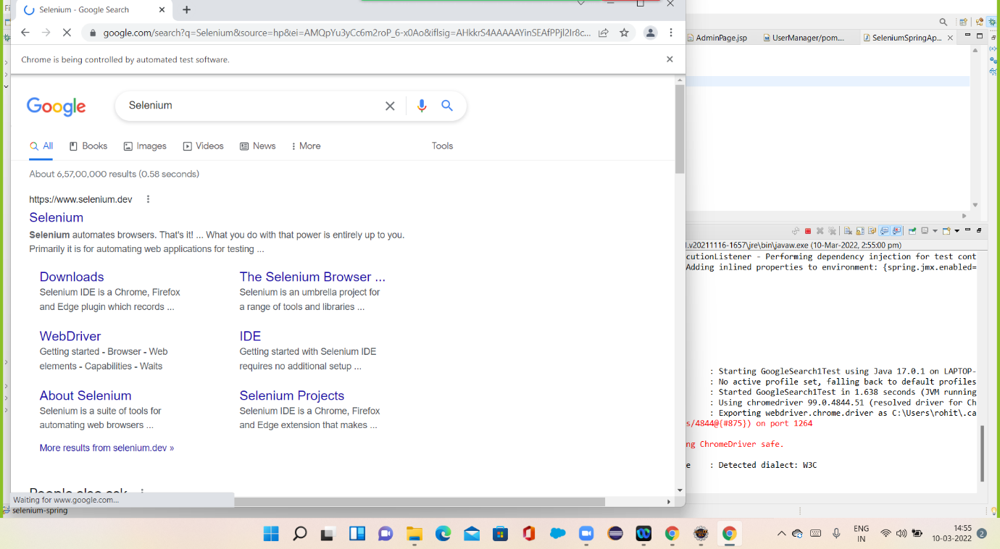 Fi
Selenium - Google Search
google.com/search?q=Selenium&source=hp&ei=AMQpYu3yCc6m2roP_6-x0Ao&iflsig=AHkkrS4AAAAAYinSEAfPPjl2Ir8c...
AdminPage.jsp
UserManager/pom....
SeleniumSpringAp...
Chrome is being controlled by automated test software.
Google
Selenium
All
Books
Images
Videos
News
More
Tools
About 6,57,00,000 results (0.58 seconds)
https://www.selenium.dev
Selenium
Selenium automates browsers. That's it! ... What you do with that power is entirely up to you.
Primarily it is for automating web applications for testing ...
Downloads
Selenium IDE is a Chrome, Firefox
and Edge plugin which records ...
The Selenium Browser ...
Selenium is an umbrella project for
a range of tools and libraries ...
WebDriver
Getting started - Browser - Web
elements - Capabilities - Waits
IDE
Getting started with Selenium IDE
requires no additional setup ...
About Selenium
Selenium is a suite of tools for
automating web browsers ...
Selenium Projects
Selenium IDE is a Chrome, Firefox
and Edge extension that makes ...
More results from selenium.dev »
People also ask
Waiting for www.google.com...
selenium-spring
.v20211116-1657\jre\bin\javaw.exe (10-Mar-2022, 2:55:00 pm)
cutionListener - Performing dependency injection for test cont
Adding inlined properties to environment: {spring.jmx.enabled=
: Starting GoogleSearch1Test using Java 17.0.1 on LAPTOP-
: No active profile set, falling back to default profiles
: Started GoogleSearch1Test in 1.638 seconds (JVM running
: Using chromedriver 99.0.4844.51 (resolved driver for Ch
: Exporting webdriver.chrome.driver as C:\Users\rohit\.ca
s/4844@{#875}) on port 1264
ng ChromeDriver safe.
e : Detected dialect: W3C
ENG
IN
14:55
10-03-2022
2